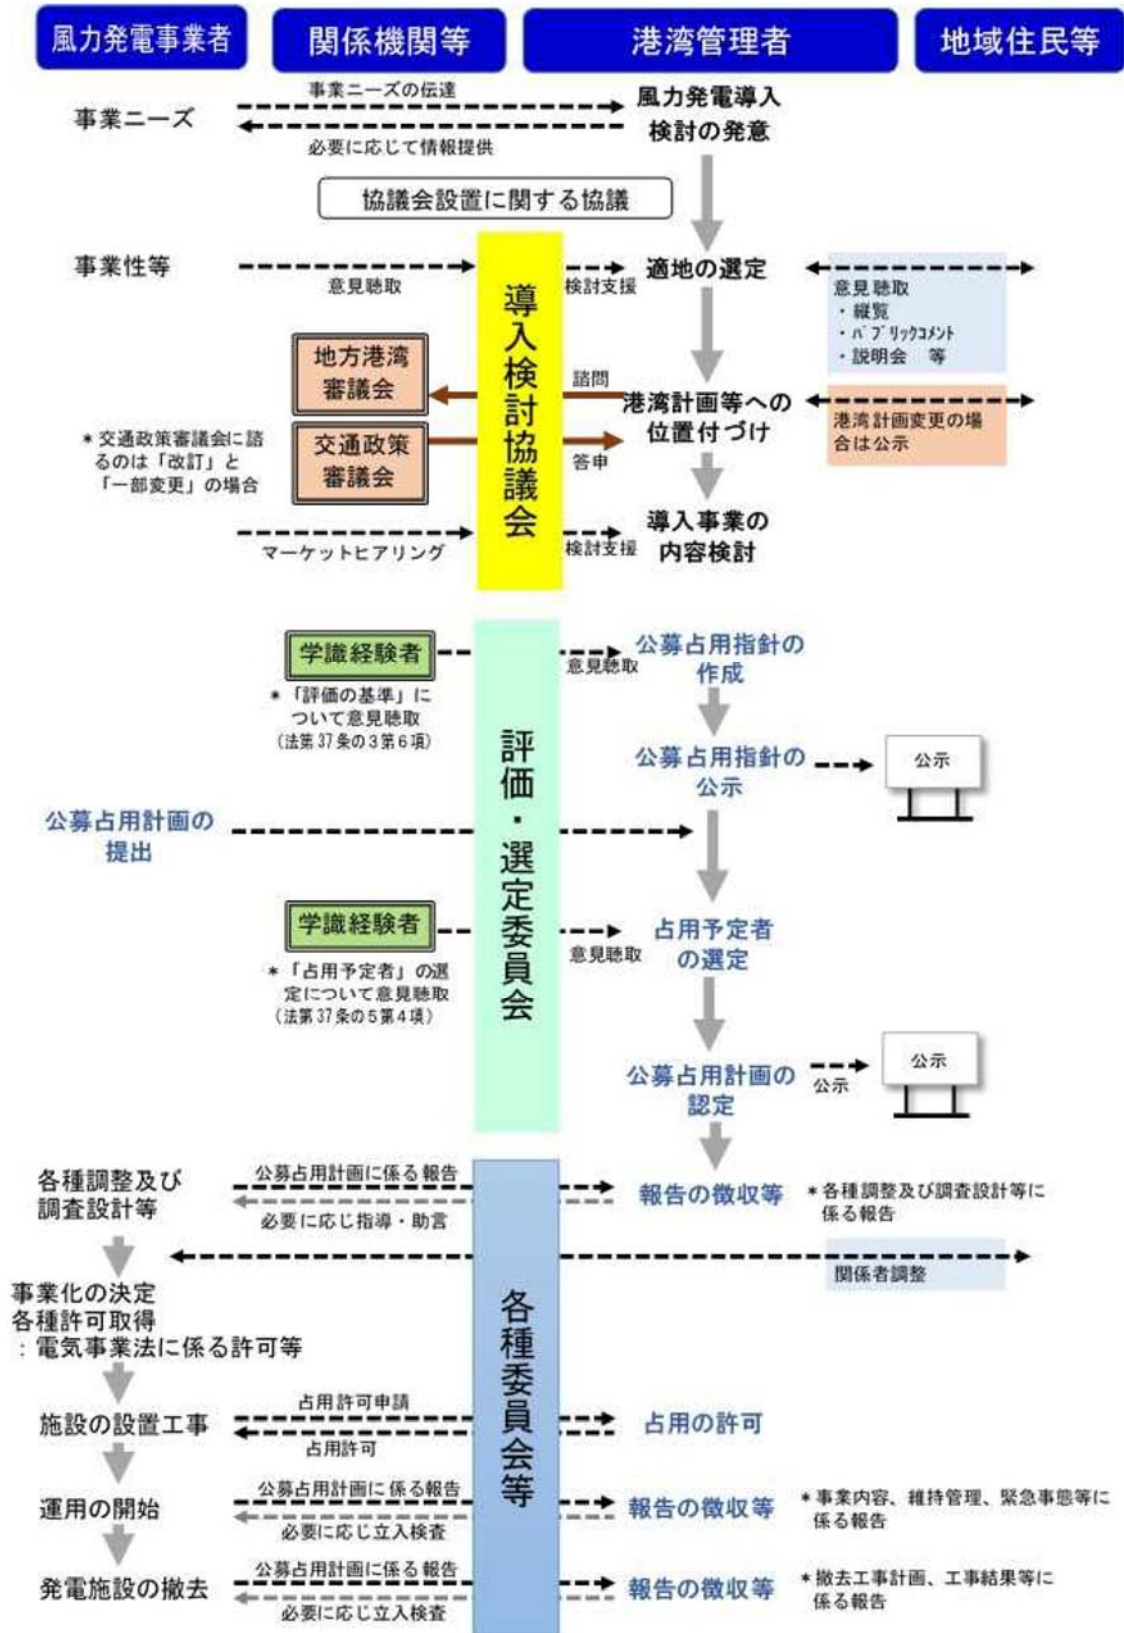 風力発電事業者
関係機関等
港湾管理者
地域住民等
事業ニーズ
事業ニーズの伝達
必要に応じて情報提供
風力発電導入
検討の発意
協議会設置に関する協議
事業性等
意見聴取
導入検討協議会
検討支援
適地の選定
意見聴取
・縦覧
・パブリックコメント
・説明会 等
地方港湾
審議会
諮問
港湾計画等への
位置付づけ
港湾計画変更の場
合は公示
*交通政策審議会に諮
るのは「改訂」と
「一部変更」の場合
交通政策
審議会
答申
マーケットヒアリング
検討支援
導入事業の
内容検討
学識経験者
*「評価の基準」に
ついて意見聴取
(法第37条の3第6項)
評価・選定委員会
意見聴取
公募占用指針の
作成
公募占用指針の
公示
公示
公募占用計画の
提出
学識経験者
*「占用予定者」の選
定について意見聴取
(法第37条の5第4項)
意見聴取
占用予定者
の選定
公募占用計画の
認定
公示
公示
各種調整及び
調査設計等
公募占用計画に係る報告
必要に応じ指導・助言
各種委員会等
報告の徴収等
*各種調整及び調査設計等に
係る報告
関係者調整
事業化の決定
各種許可取得
:電気事業法に係る許可等
施設の設置工事
占用許可申請
占用許可
占用の許可
運用の開始
公募占用計画に係る報告
必要に応じ立入検査
報告の徴収等
*事業内容、維持管理、緊急事態等に
係る報告
発電施設の撤去
公募占用計画に係る報告
必要に応じ立入検査
報告の徴収等
*撤去工事計画、工事結果等に
係る報告